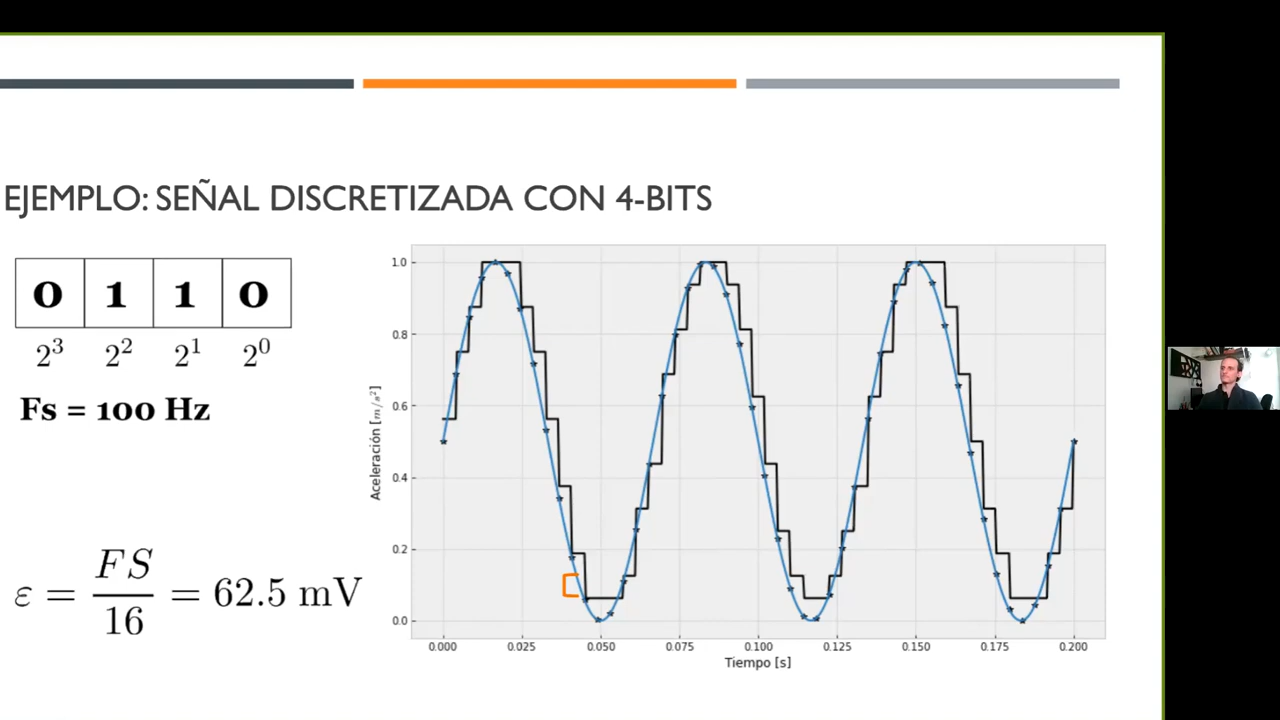 EJEMPLO: SEÑAL DISCRETIZADA CON 4-BITS
0 1 1 0
2³ 2² 2¹ 2⁰
Fs = 100 Hz
ε = FS/16 = 62.5 mV
Aceleración [m/s²]
1.0
0.8
0.6
0.4
0.2
0.0
0.000 0.025 0.050 0.075 0.100 0.125 0.150 0.175 0.200
Tiempo [s]